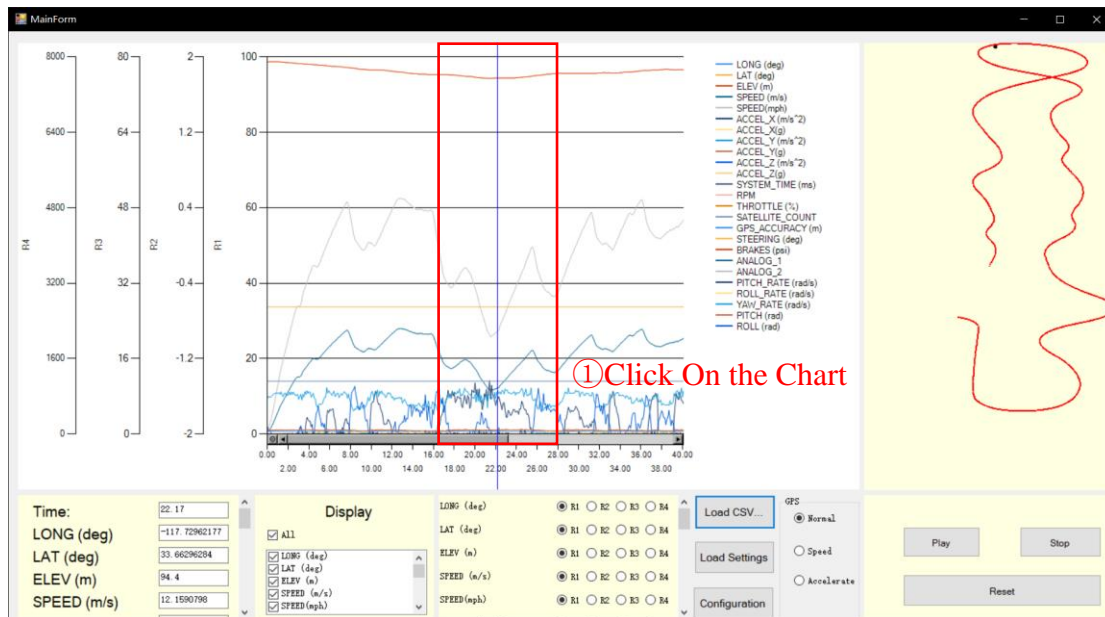 MainForm
8000 80 2 100
6400 64 1.2 80
4800 48 0.4 60
3200 32 -0.4 40
1600 16 -1.2 20
0 0 -2 0
R4 R3 R2 R1
LONG (deg)
LAT (deg)
ELEV (m)
SPEED (m/s)
SPEED(mph)
ACCEL_X (m/s^2)
ACCEL_X(g)
ACCEL_Y (m/s^2)
ACCEL_Y(g)
ACCEL_Z (m/s^2)
ACCEL_Z(g)
SYSTEM_TIME (ms)
RPM
THROTTLE (%)
SATELLITE_COUNT
GPS_ACCURACY (m)
STEERING (deg)
BRAKES (psi)
ANALOG_1
ANALOG_2
PITCH_RATE (rad/s)
ROLL_RATE (rad/s)
YAW_RATE (rad/s)
PITCH (rad)
ROLL (rad)
①Click On the Chart
0.00 4.00 8.00 12.00 16.00 20.00 24.00 28.00 32.00 36.00 40.00
2.00 6.00 10.00 14.00 18.00 22.00 26.00 30.00 34.00 38.00
Time: 22.17
LONG (deg) -117.72962177
LAT (deg) 33.66296284
ELEV (m) 94.4
SPEED (m/s) 12.1590798
Display
All
LONG (deg)
LAT (deg)
ELEV (m)
SPEED (m/s)
SPEED(mph)
LONG (deg) R1 R2 R3 R4
LAT (deg) R1 R2 R3 R4
ELEV (m) R1 R2 R3 R4
SPEED (m/s) R1 R2 R3 R4
SPEED(mph) R1 R2 R3 R4
Load CSV...
Load Settings
Configuration
GPS
Normal
Speed
Accelerate
Play Stop
Reset